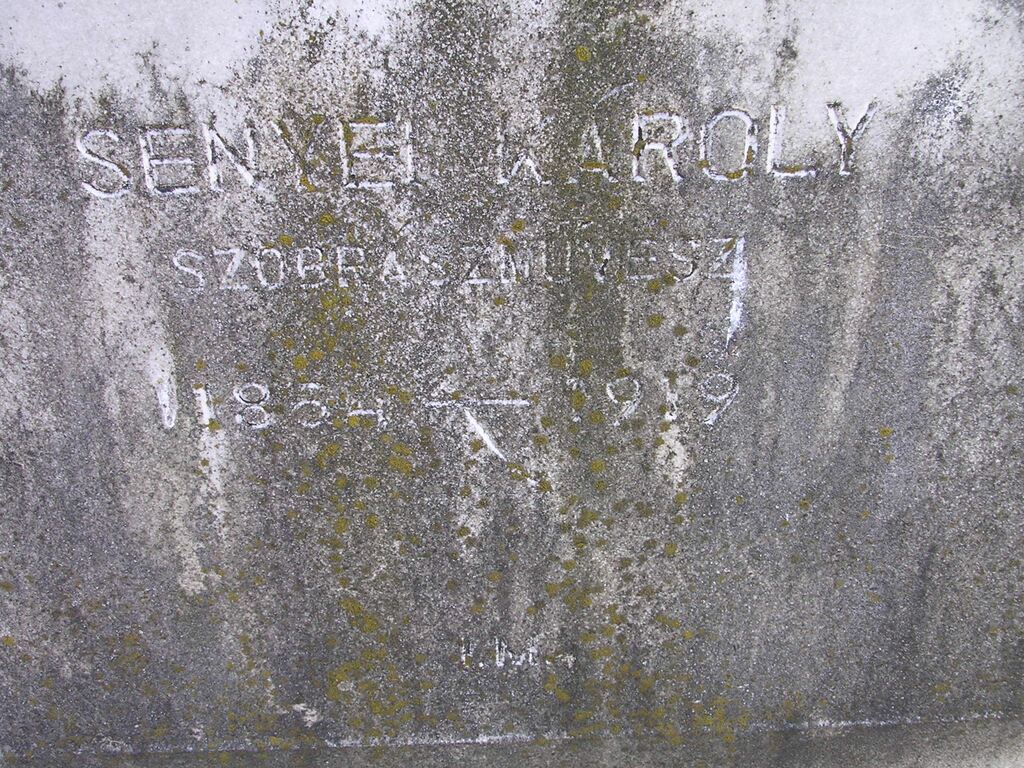 SENYEI KÁROLY
SZOBRÁSZMŰVÉSZ
1854 — 1919